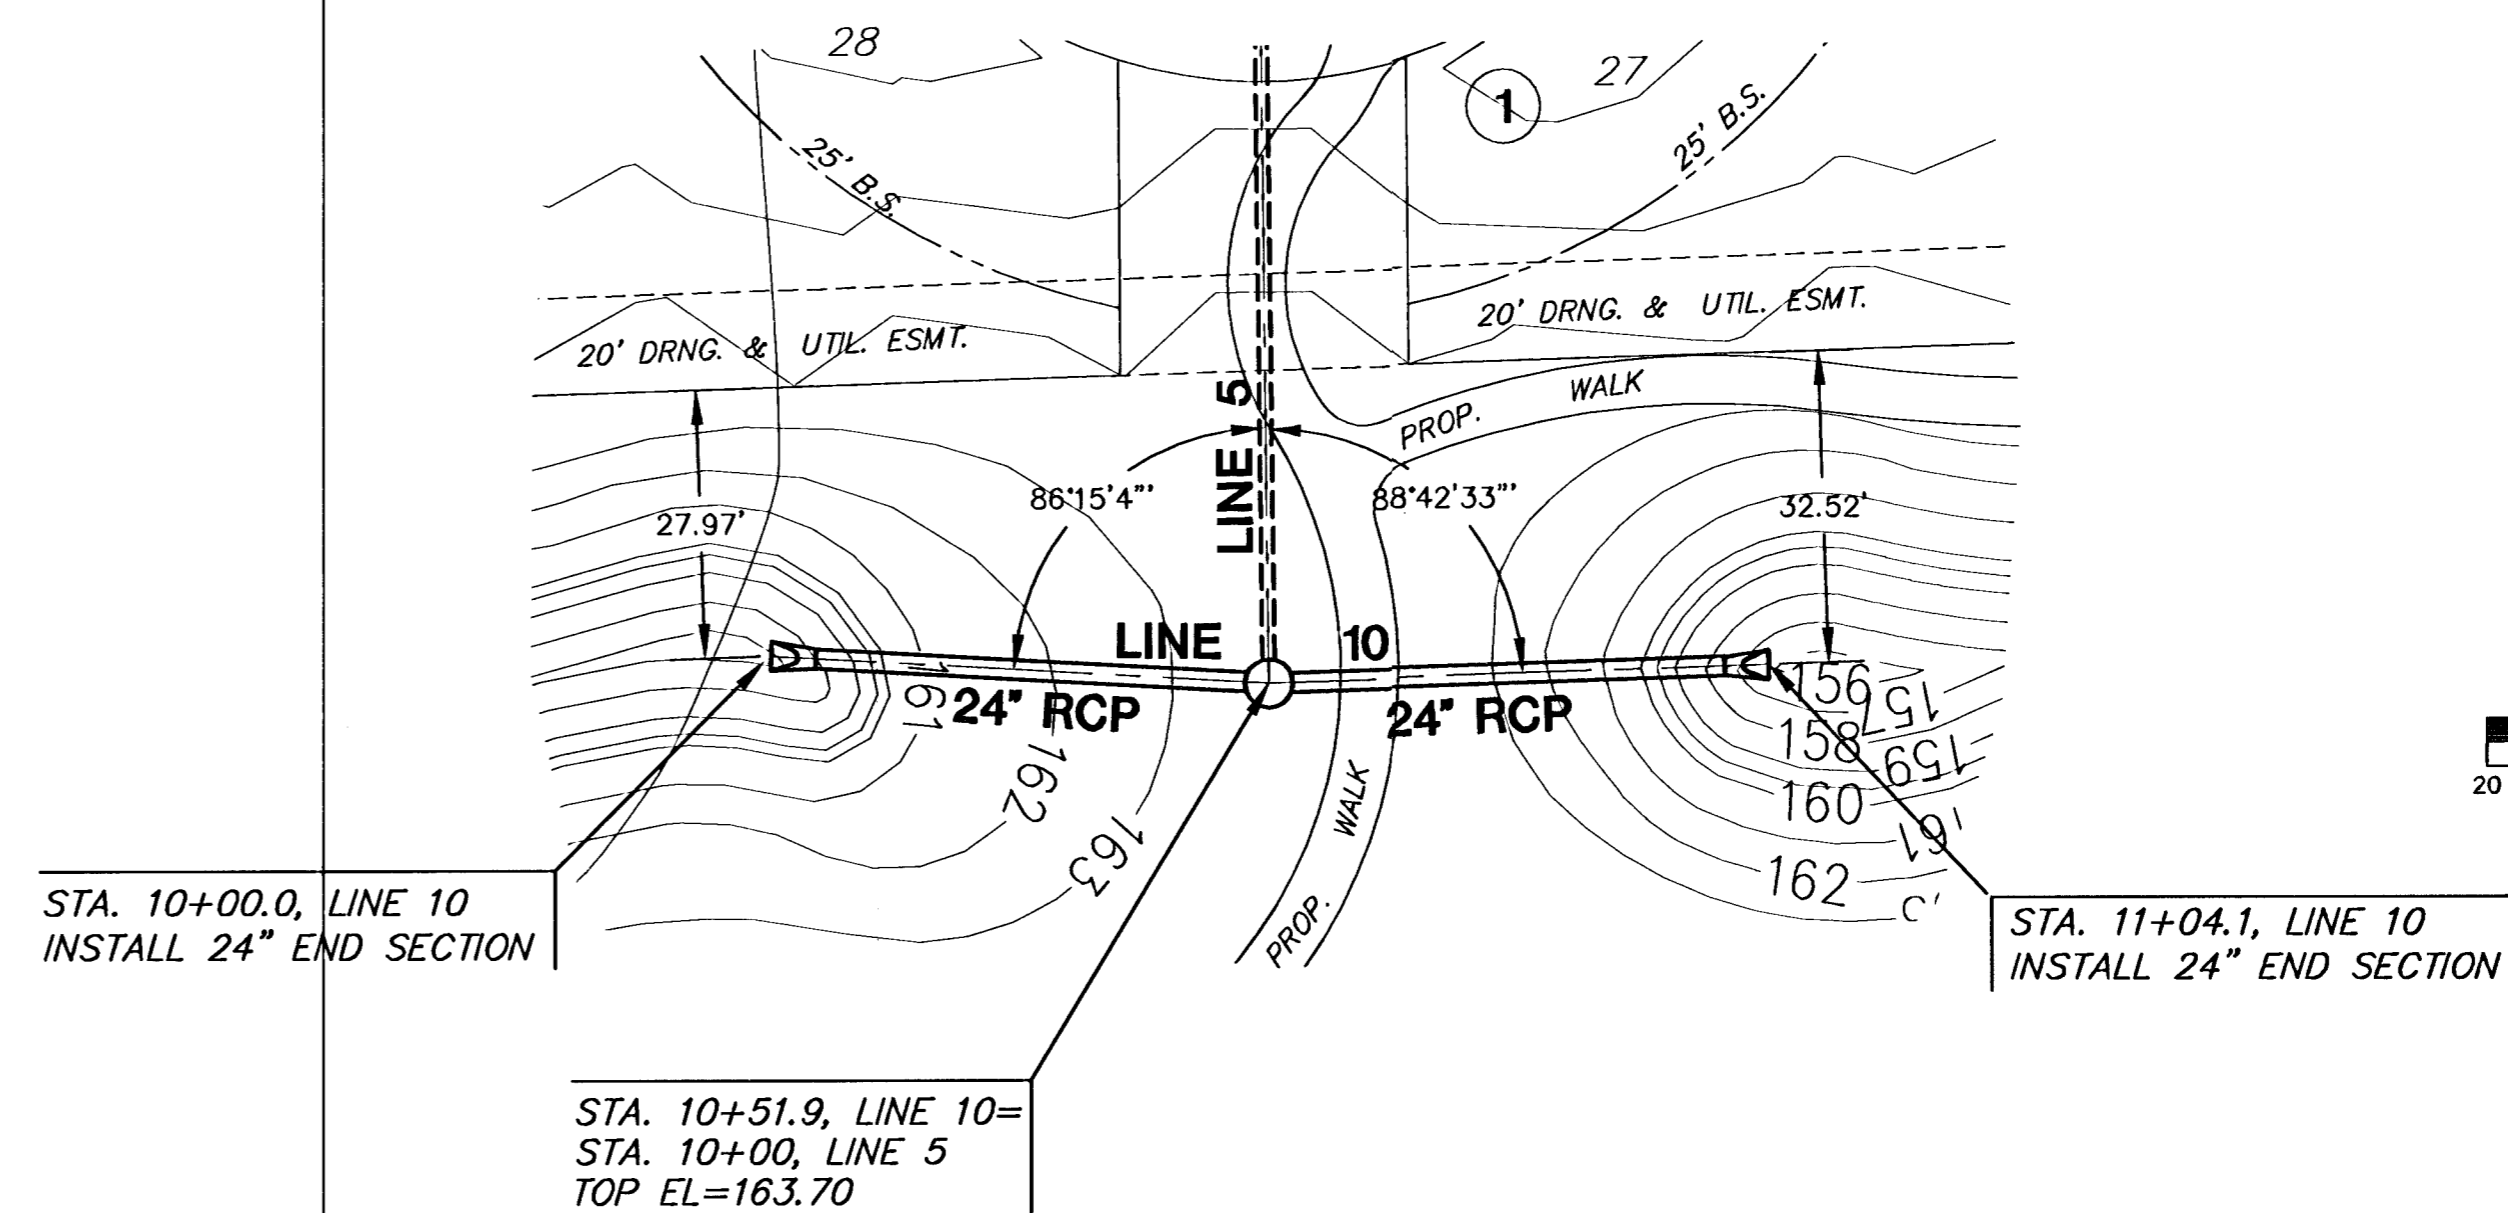 28
27
1
25' B.S.
25' B.S.
20' DRNG. & UTIL. ESMT.
20' DRNG. & UTIL. ESMT.
PROP. WALK
LINE 5
86°15'4"'
88°42'33"'
27.97'
32.52'
LINE 10
24" RCP
24" RCP
161
162
163
156
157
158
159
160
161
162
PROP. WALK
20
STA. 10+00.0, LINE 10
INSTALL 24" END SECTION
STA. 11+04.1, LINE 10
INSTALL 24" END SECTION
STA. 10+51.9, LINE 10=
STA. 10+00, LINE 5
TOP EL=163.70